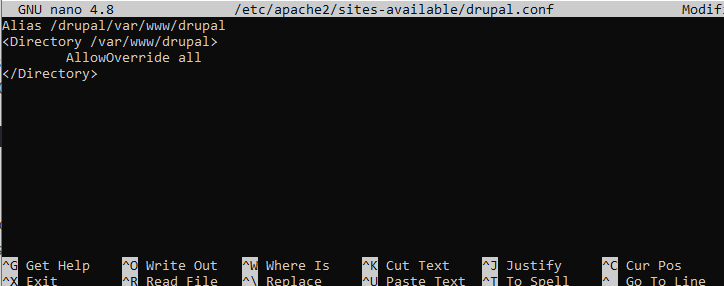 GNU nano 4.8 /etc/apache2/sites-available/drupal.conf Modifi
Alias /drupal/var/www/drupal
<Directory /var/www/drupal>
AllowOverride all
</Directory>
^G Get Help ^O Write Out ^W Where Is ^K Cut Text ^J Justify ^C Cur Pos
^X Exit ^R Read File ^\ Replace ^U Paste Text ^T To Spell ^_ Go To Line